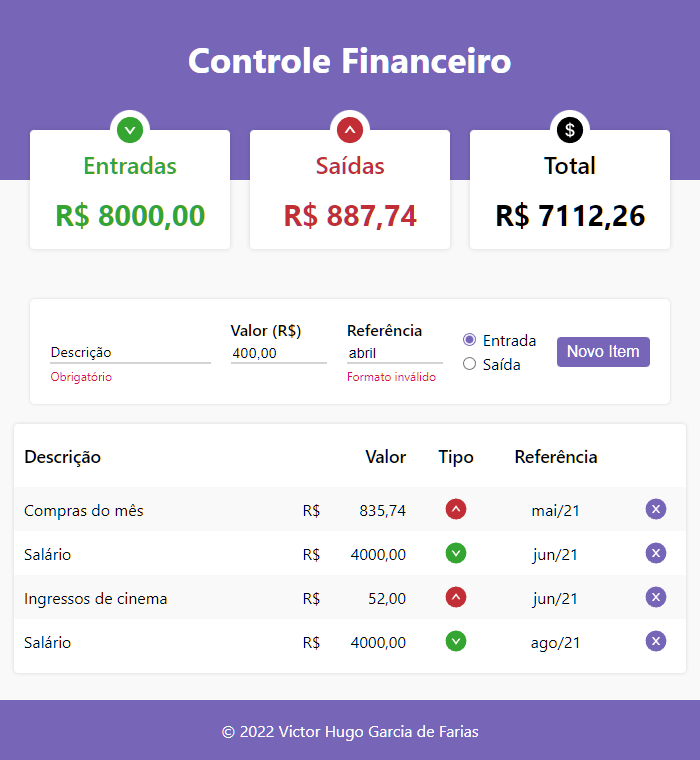 Controle Financeiro
$
Entradas Saídas Total
R$ 8000,00 R$ 887,74 R$ 7112,26
Valor (R$) Referência
Descrição 400,00 abril Entrada Novo Item
Obrigatório Formato inválido Saída
Descrição Valor Tipo Referência
Compras do mês R$ 835,74 mai/21 X
Salário R$ 4000,00 jun/21 X
Ingressos de cinema R$ 52,00 jun/21 X
Salário R$ 4000,00 ago/21 X
© 2022 Victor Hugo Garcia de Farias